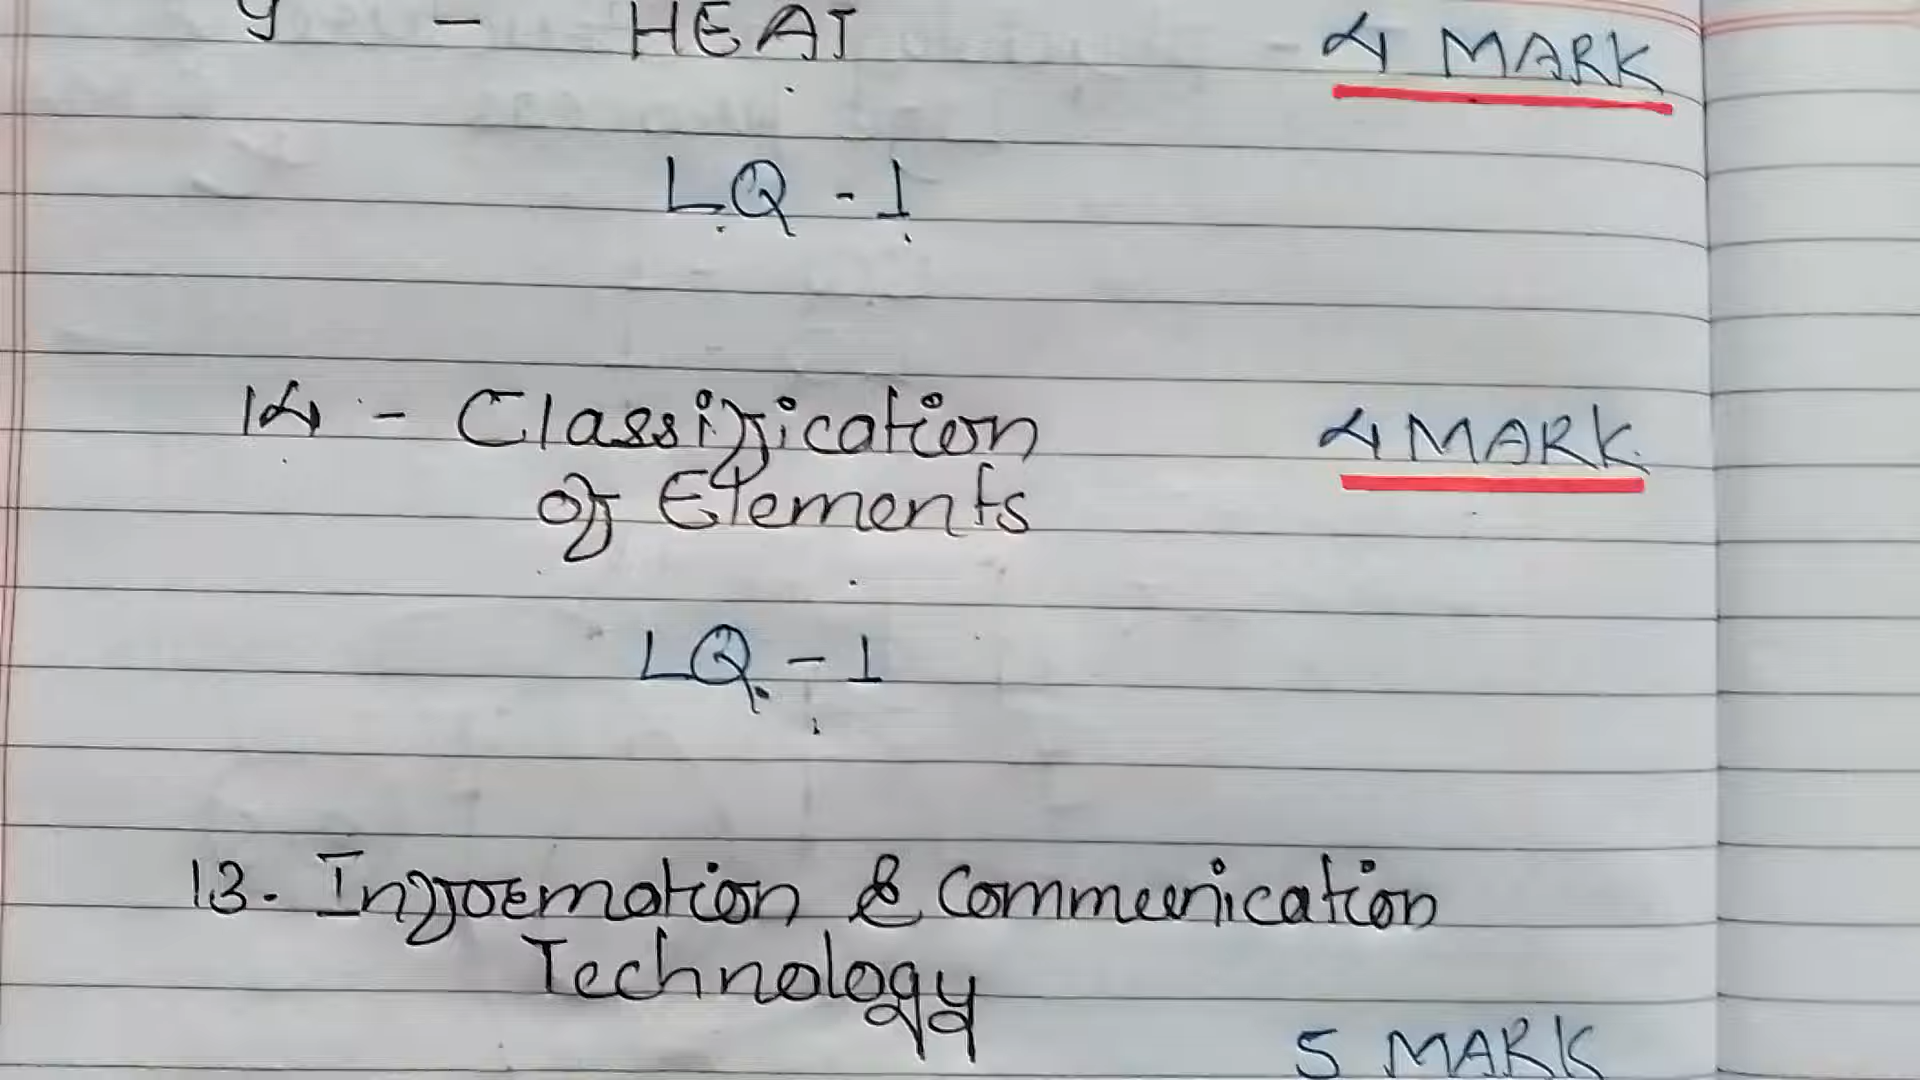 9 - HEAT 4 MARK
LQ - 1
14 - Classification 4 MARK
of Elements
LQ - 1
13. Information & Communication
Technology
5 MARK